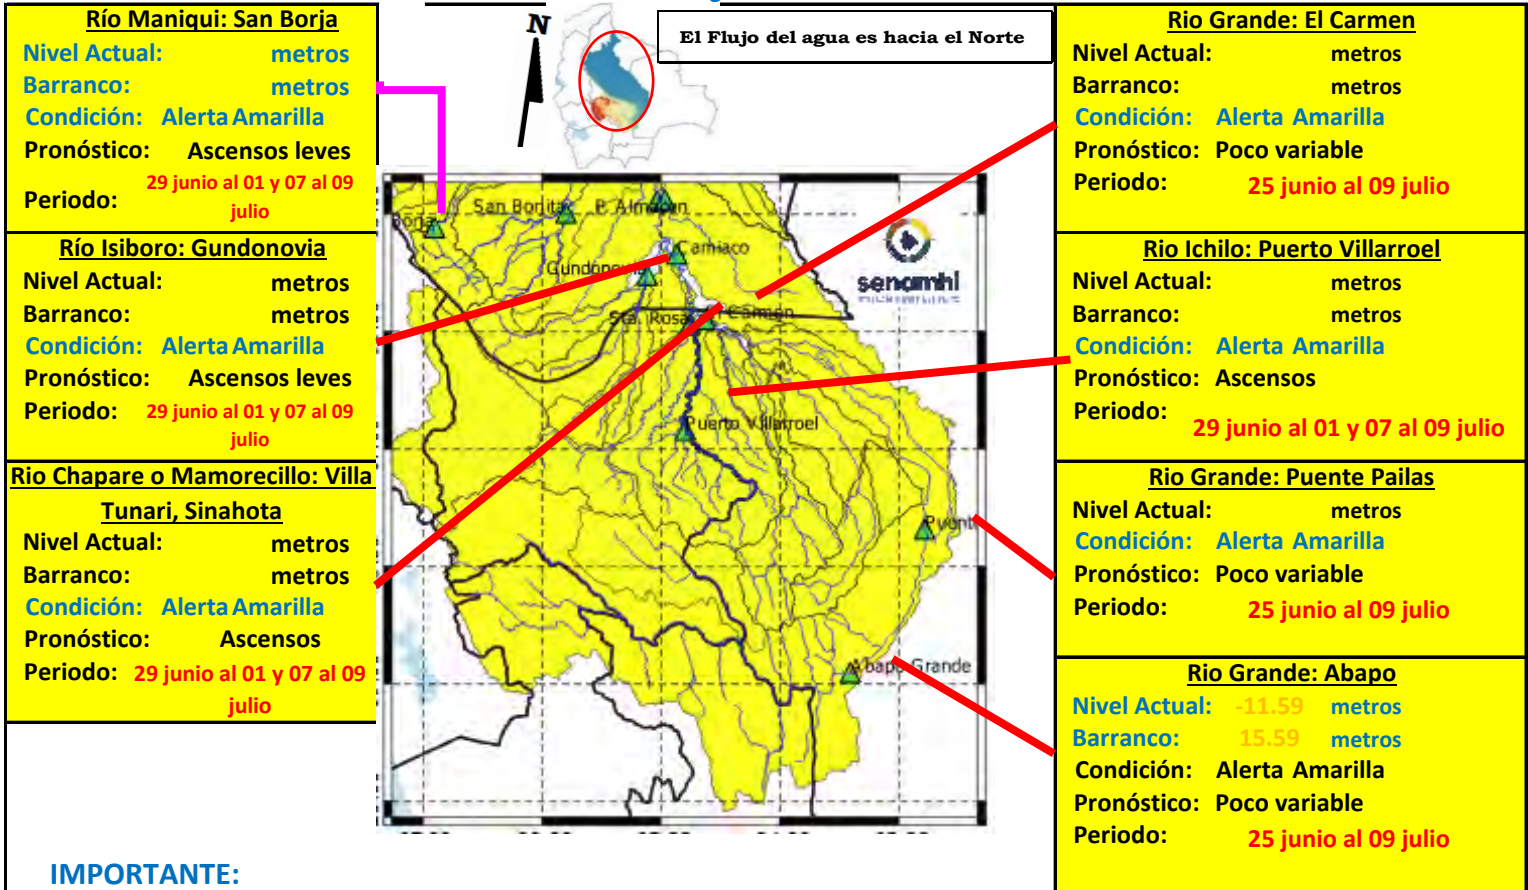 Río Maniqui: San Borja
Nivel Actual: metros
Barranco: metros
Condición: Alerta Amarilla
Pronóstico: Ascensos leves
Periodo: 29 junio al 01 y 07 al 09
julio
Río Isiboro: Gundonovia
Nivel Actual: metros
Barranco: metros
Condición: Alerta Amarilla
Pronóstico: Ascensos leves
Periodo: 29 junio al 01 y 07 al 09
julio
Rio Chapare o Mamorecillo: Villa
Tunari, Sinahota
Nivel Actual: metros
Barranco: metros
Condición: Alerta Amarilla
Pronóstico: Ascensos
Periodo: 29 junio al 01 y 07 al 09
julio
N
El Flujo del agua es hacia el Norte
San Borjita
P. Almacen
Borja
Camiaco
Gundonovia
senamhi
Sta. Rosa
Carmen
Puerto Villarroel
Puent
Abapo Grande
Rio Grande: El Carmen
Nivel Actual: metros
Barranco: metros
Condición: Alerta Amarilla
Pronóstico: Poco variable
Periodo: 25 junio al 09 julio
Rio Ichilo: Puerto Villarroel
Nivel Actual: metros
Barranco: metros
Condición: Alerta Amarilla
Pronóstico: Ascensos
Periodo:
29 junio al 01 y 07 al 09 julio
Rio Grande: Puente Pailas
Nivel Actual: metros
Condición: Alerta Amarilla
Pronóstico: Poco variable
Periodo: 25 junio al 09 julio
Rio Grande: Abapo
Nivel Actual: -11.59 metros
Barranco: 15.59 metros
Condición: Alerta Amarilla
Pronóstico: Poco variable
Periodo: 25 junio al 09 julio
IMPORTANTE: